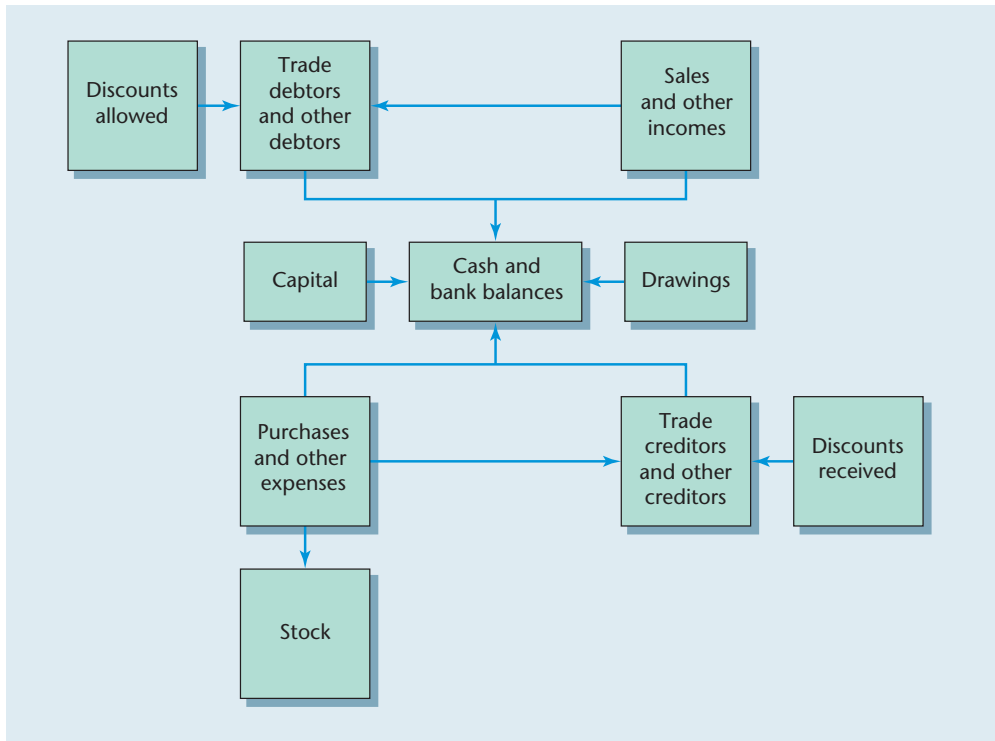 Discounts
allowed
Trade
debtors
and other
debtors
Sales
and other
incomes
Capital
Cash and
bank balances
Drawings
Purchases
and other
expenses
Trade
creditors
and other
creditors
Discounts
received
Stock